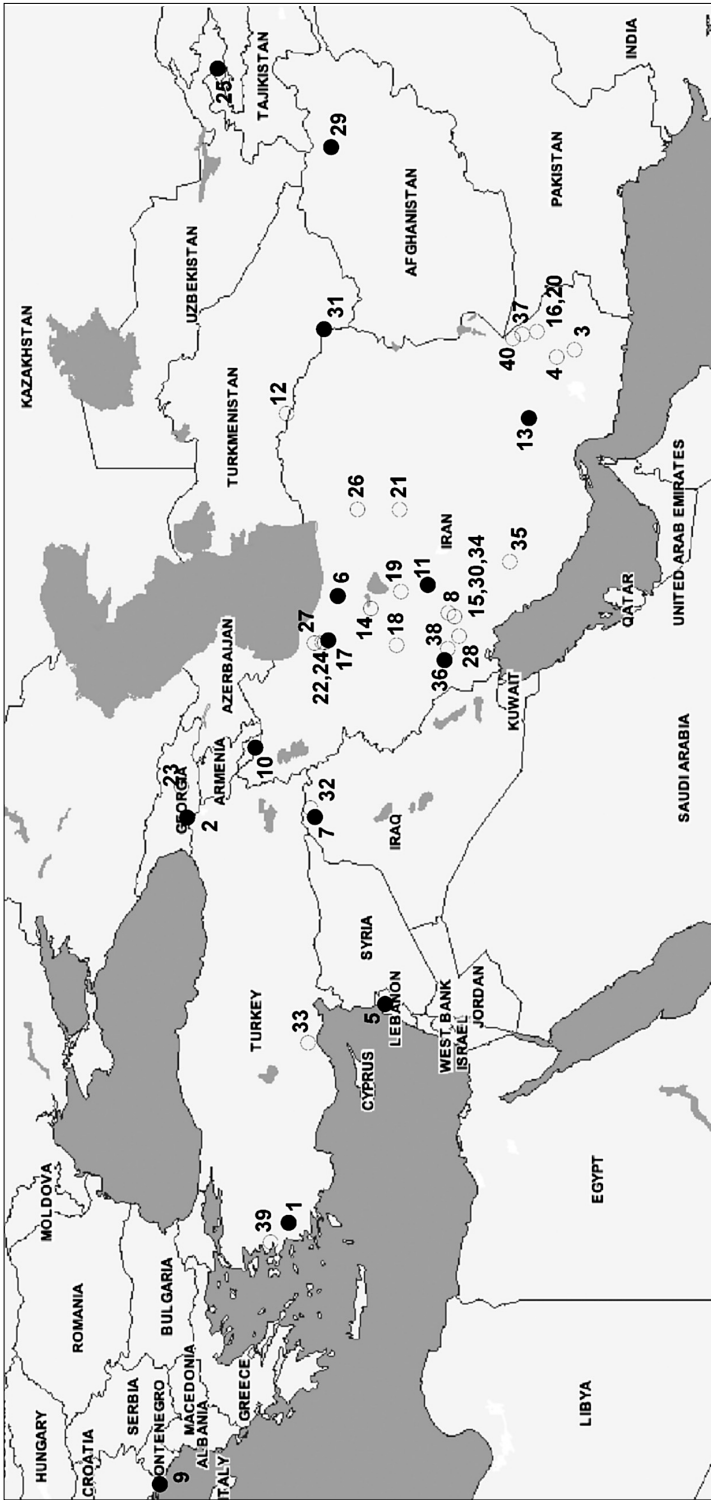 KAZAKHSTAN
UZBEKISTAN
TAJIKISTAN
25
TURKMENISTAN
29
31
12
AFGHANISTAN
INDIA
PAKISTAN
40
37
16,20
4
3
13
26
21
IRAN
35
19
11
8
15,30,34
14
18
38
36
28
6
27
22,24
17
AZERBAIJAN
ARMENIA
10
23
GEORGIA
2
32
7
IRAQ
KUWAIT
QATAR
UNITED ARAB EMIRATES
SAUDI ARABIA
SYRIA
5
LEBANON
WEST BANK
ISRAEL
JORDAN
TURKEY
33
CYPRUS
EGYPT
MOLDOVA
ROMANIA
BULGARIA
39
1
HUNGARY
CROATIA
SERBIA
ONTENEGRO
MACEDONIA
ALBANIA
GREECE
9
ITALY
LIBYA